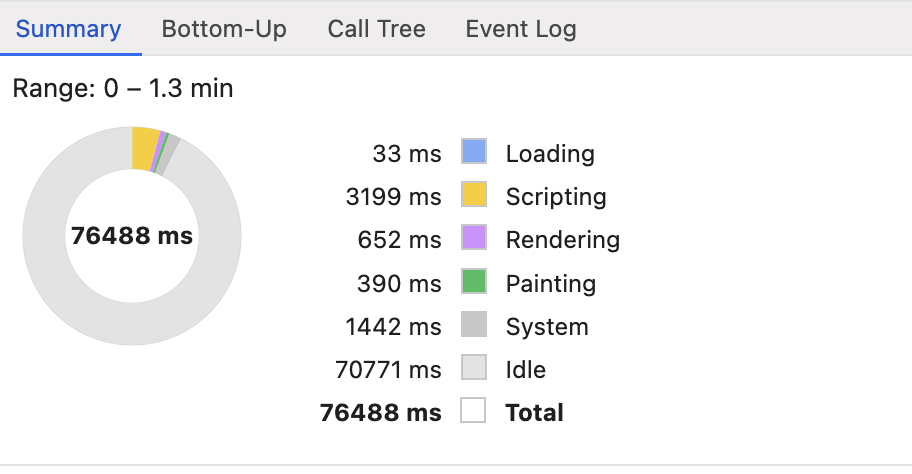 Summary Bottom-Up Call Tree Event Log
Range: 0 – 1.3 min
76488 ms
33 ms Loading
3199 ms Scripting
652 ms Rendering
390 ms Painting
1442 ms System
70771 ms Idle
76488 ms Total